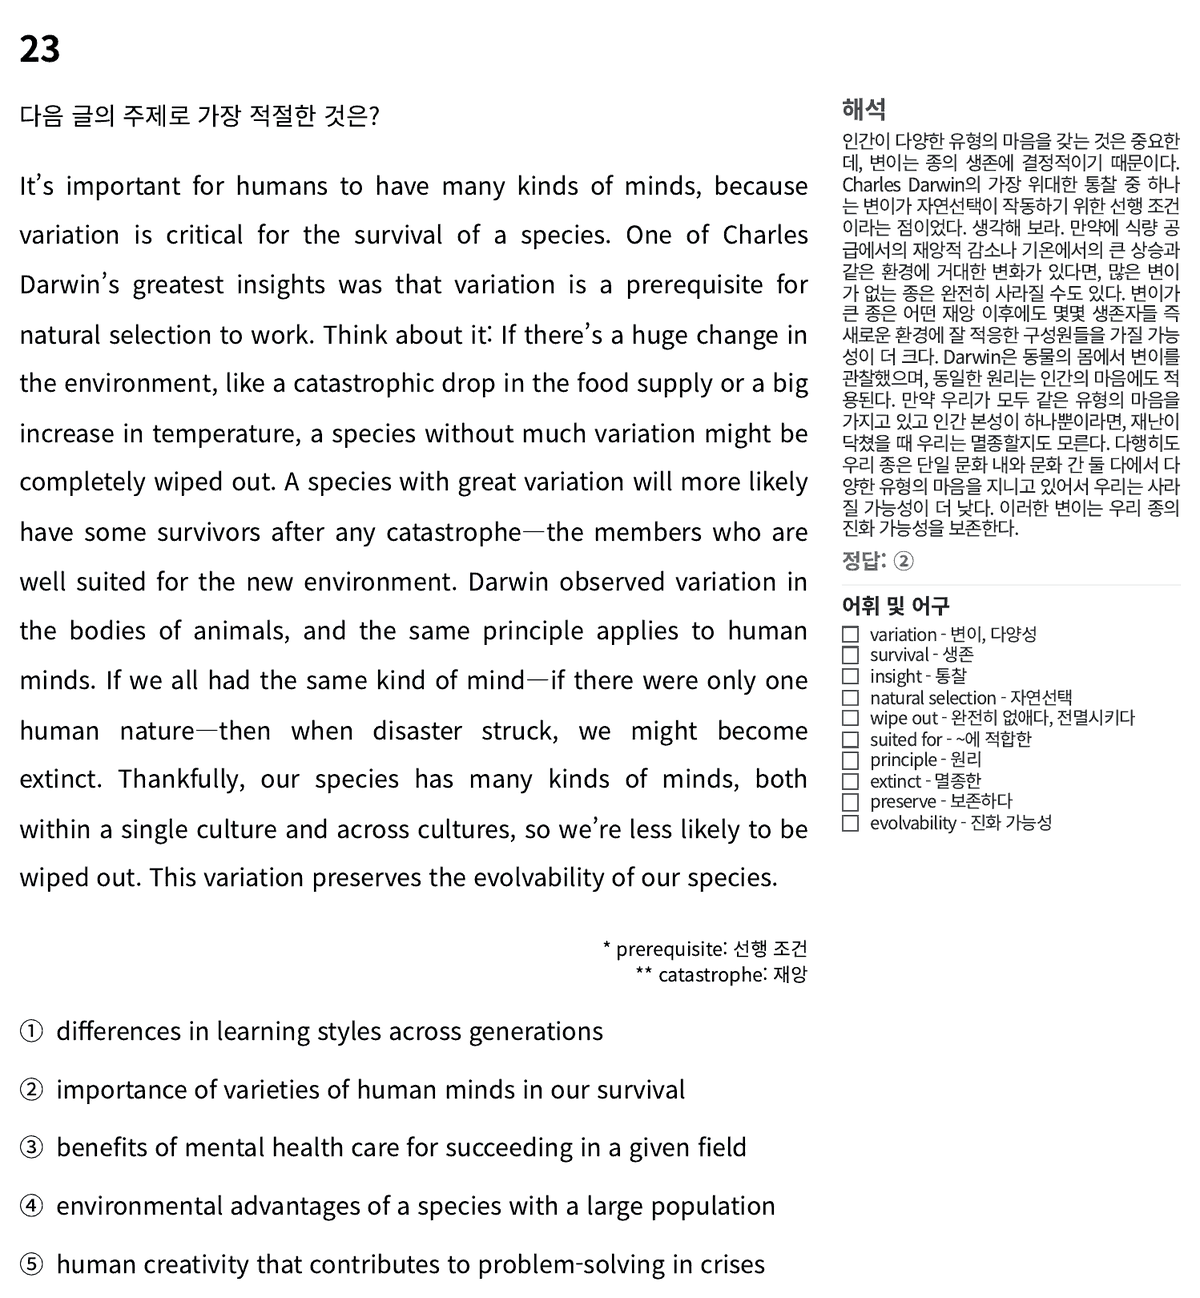 23
다음 글의 주제로 가장 적절한 것은?
It’s important for humans to have many kinds of minds, because
variation is critical for the survival of a species. One of Charles
Darwin’s greatest insights was that variation is a prerequisite for
natural selection to work. Think about it: If there’s a huge change in
the environment, like a catastrophic drop in the food supply or a big
increase in temperature, a species without much variation might be
completely wiped out. A species with great variation will more likely
have some survivors after any catastrophe—the members who are
well suited for the new environment. Darwin observed variation in
the bodies of animals, and the same principle applies to human
minds. If we all had the same kind of mind—if there were only one
human nature—then when disaster struck, we might become
extinct. Thankfully, our species has many kinds of minds, both
within a single culture and across cultures, so we’re less likely to be
wiped out. This variation preserves the evolvability of our species.
* prerequisite: 선행 조건
** catastrophe: 재앙
① differences in learning styles across generations
② importance of varieties of human minds in our survival
③ benefits of mental health care for succeeding in a given field
④ environmental advantages of a species with a large population
⑤ human creativity that contributes to problem-solving in crises
해석
인간이 다양한 유형의 마음을 갖는 것은 중요한
데, 변이는 종의 생존에 결정적이기 때문이다.
Charles Darwin의 가장 위대한 통찰 중 하나
는 변이가 자연선택이 작동하기 위한 선행 조건
이라는 점이었다. 생각해 보라. 만약에 식량 공
급에서의 재앙적 감소나 기온에서의 큰 상승과
같은 환경에 거대한 변화가 있다면, 많은 변이
가 없는 종은 완전히 사라질 수도 있다. 변이가
큰 종은 어떤 재앙 이후에도 몇몇 생존자들 즉
새로운 환경에 잘 적응한 구성원들을 가질 가능
성이 더 크다. Darwin은 동물의 몸에서 변이를
관찰했으며, 동일한 원리는 인간의 마음에도 적
용된다. 만약 우리가 모두 같은 유형의 마음을
가지고 있고 인간 본성이 하나뿐이라면, 재난이
닥쳤을 때 우리는 멸종할지도 모른다. 다행히도
우리 종은 단일 문화 내와 문화 간 둘 다에서 다
양한 유형의 마음을 지니고 있어서 우리는 사라
질 가능성이 더 낮다. 이러한 변이는 우리 종의
진화 가능성을 보존한다.
정답: ②
어휘 및 어구
☐ variation - 변이, 다양성
☐ survival - 생존
☐ insight - 통찰
☐ natural selection - 자연선택
☐ wipe out - 완전히 없애다, 전멸시키다
☐ suited for - ~에 적합한
☐ principle - 원리
☐ extinct - 멸종한
☐ preserve - 보존하다
☐ evolvability - 진화 가능성